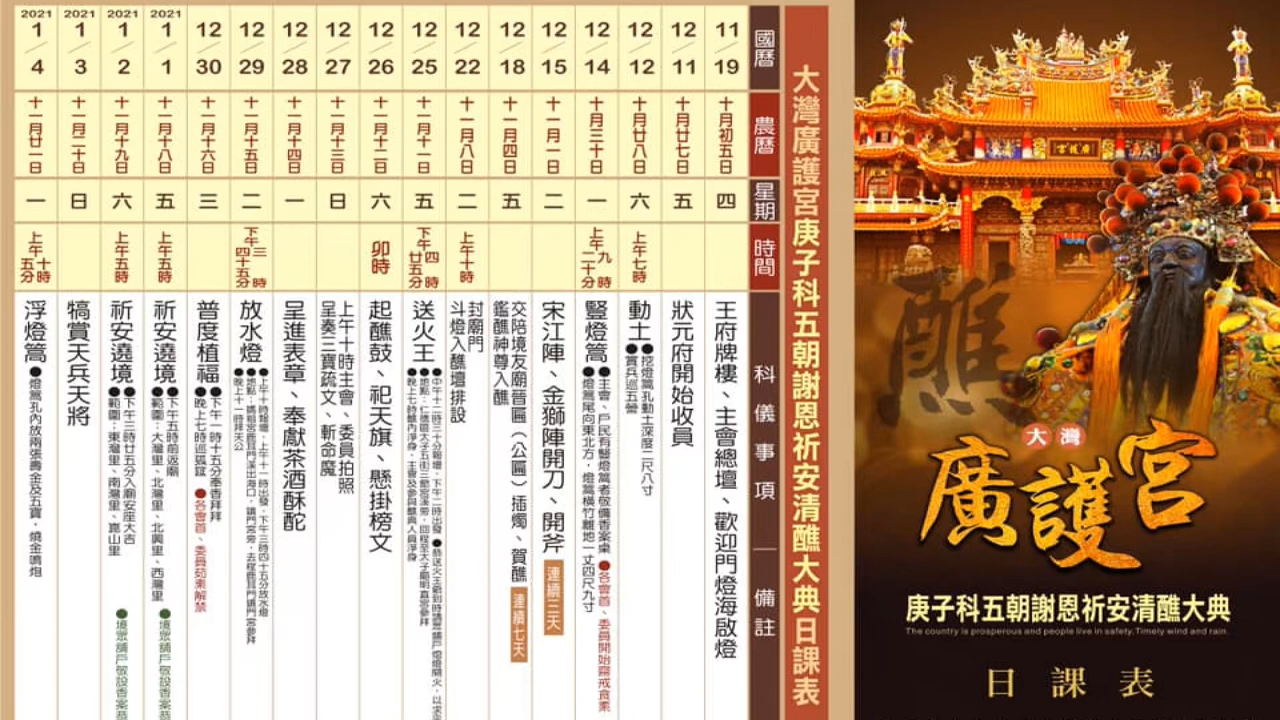 大灣廣護宮庚子科五朝謝恩祈安清醮大典日課表
國曆
農曆
星期
時間
科儀事項
備註
11/19
十月初五日
四
王府牌樓、主會總壇、歡迎門燈海啟燈
12/11
十月廿七日
五
狀元府開始收員
12/12
十月廿八日
六
上午七時
動土
●挖燈篙孔動土深度二尺八寸
●賞兵巡五營
12/14
十月三十日
一
上午九時二十分
豎燈篙
●主會、戶民有豎燈篙者敬備香案桌
●各會首、委員開始齋戒食素
●燈篙尾向東北方,燈篙橫竹離地一丈四尺九寸
12/15
十一月一日
二
宋江陣、金獅陣開刀、開斧
連續三天
12/18
十一月四日
五
交陪境友廟晉匾(公匾)插燭、賀醮
連續七天
鑑醮神尊入醮
12/22
十一月八日
二
上午十時
封廟門
斗燈入醮壇排設
12/25
十一月十一日
五
下午四時廿五分
送火王
12/26
十一月十二日
六
卯時
起醮鼓、祀天旗、懸掛榜文
12/27
十一月十三日
日
上午十時主會、委員拍照
呈奏三寶疏文、斬命魔
12/28
十一月十四日
一
呈進表章、奉獻茶酒酥酡
12/29
十一月十五日
二
下午三時四十五分
放水燈
●晚上十一時拜天公
12/30
十一月十六日
三
普度植福
●下午一時十五分奉香拜拜
●晚上七時巡孤筵
●各會首、委員茹素解禁
2021
1/1
十一月十八日
五
上午五時
祈安遶境
●下午五時前返廟
●範圍:大灣里、北灣里、北興里、西灣里
●境眾舖戶敬設香案恭
2021
1/2
十一月十九日
六
上午五時
祈安遶境
●下午三時廿五分入廟安座大吉
●範圍:東灣里、南灣里、崑山里
●境眾舖戶敬設香案恭
2021
1/3
十一月二十日
日
犒賞天兵天將
2021
1/4
十一月廿一日
一
上午十時五分
浮燈篙
●燈篙孔內放兩張壽金及五寶,燒金鳴炮
廣護宮
醮
大灣
廣護宮
庚子科五朝謝恩祈安清醮大典
The country is prosperous and people live in safety;Timely wind and rain.
日課表